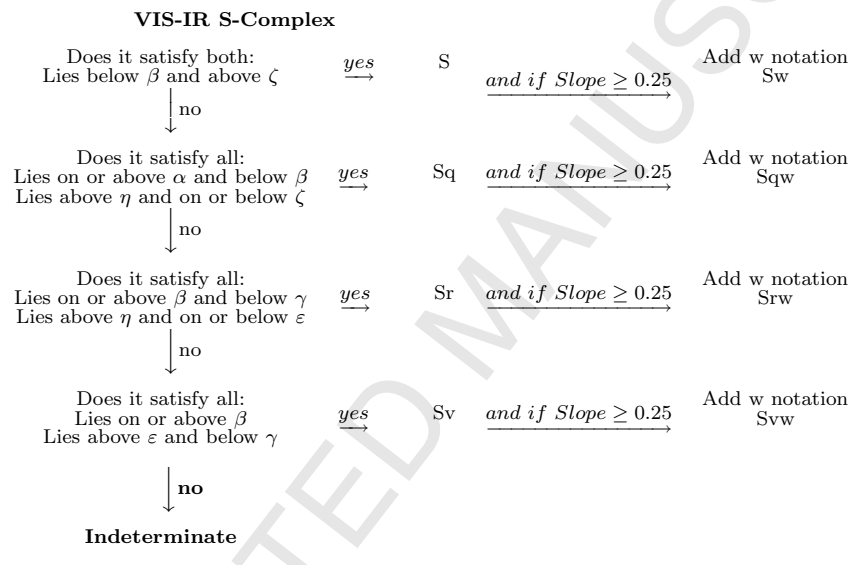 VIS-IR S-Complex
Does it satisfy both:
Lies below β and above ζ
yes
→
S
and if Slope ≥ 0.25
Add w notation
Sw
no
Does it satisfy all:
Lies on or above α and below β
Lies above η and on or below ζ
yes
→
Sq
and if Slope ≥ 0.25
Add w notation
Sqw
no
Does it satisfy all:
Lies on or above β and below γ
Lies above η and on or below ε
yes
→
Sr
and if Slope ≥ 0.25
Add w notation
Srw
no
Does it satisfy all:
Lies on or above β
Lies above ε and below γ
yes
→
Sv
and if Slope ≥ 0.25
Add w notation
Svw
no
Indeterminate
TED MANUSC